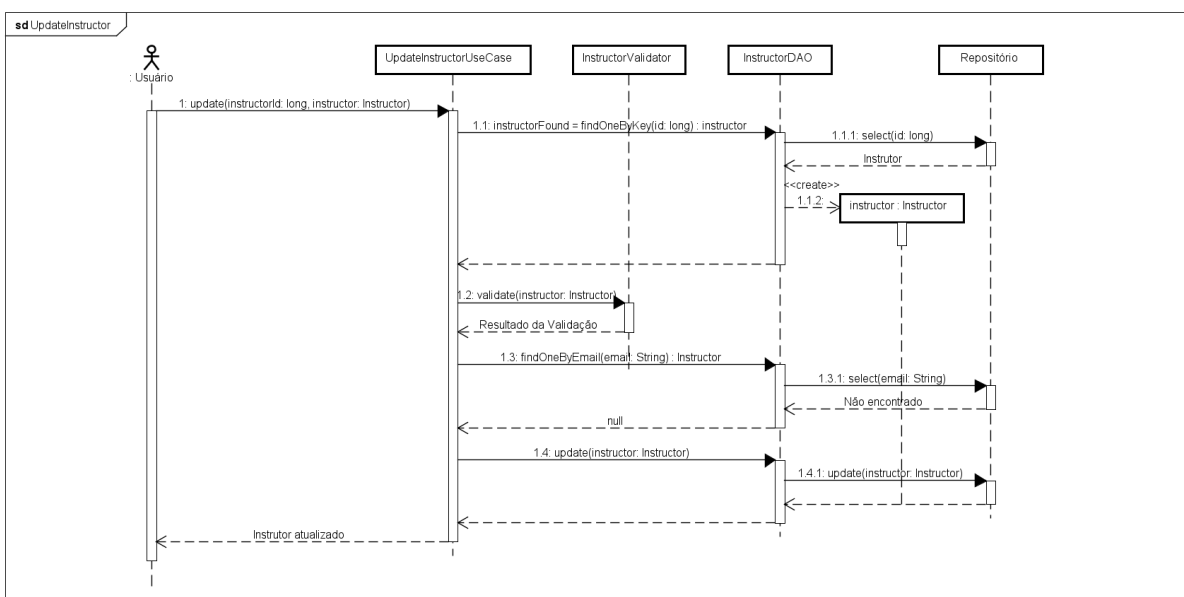 sd UpdateInstructor
: Usuário
UpdateInstructorUseCase
InstructorValidator
InstructorDAO
Repositório
1: update(instructorId: long, instructor: Instructor)
1.1: instructorFound = findOneByKey(id: long) : instructor
1.1.1: select(id: long)
Instrutor
<<create>>
1.1.2:
instructor : Instructor
1.2: validate(instructor: Instructor)
Resultado da Validação
1.3: findOneByEmail(email: String) : Instructor
1.3.1: select(email: String)
Não encontrado
null
1.4: update(instructor: Instructor)
1.4.1: update(instructor: Instructor)
Instrutor atualizado